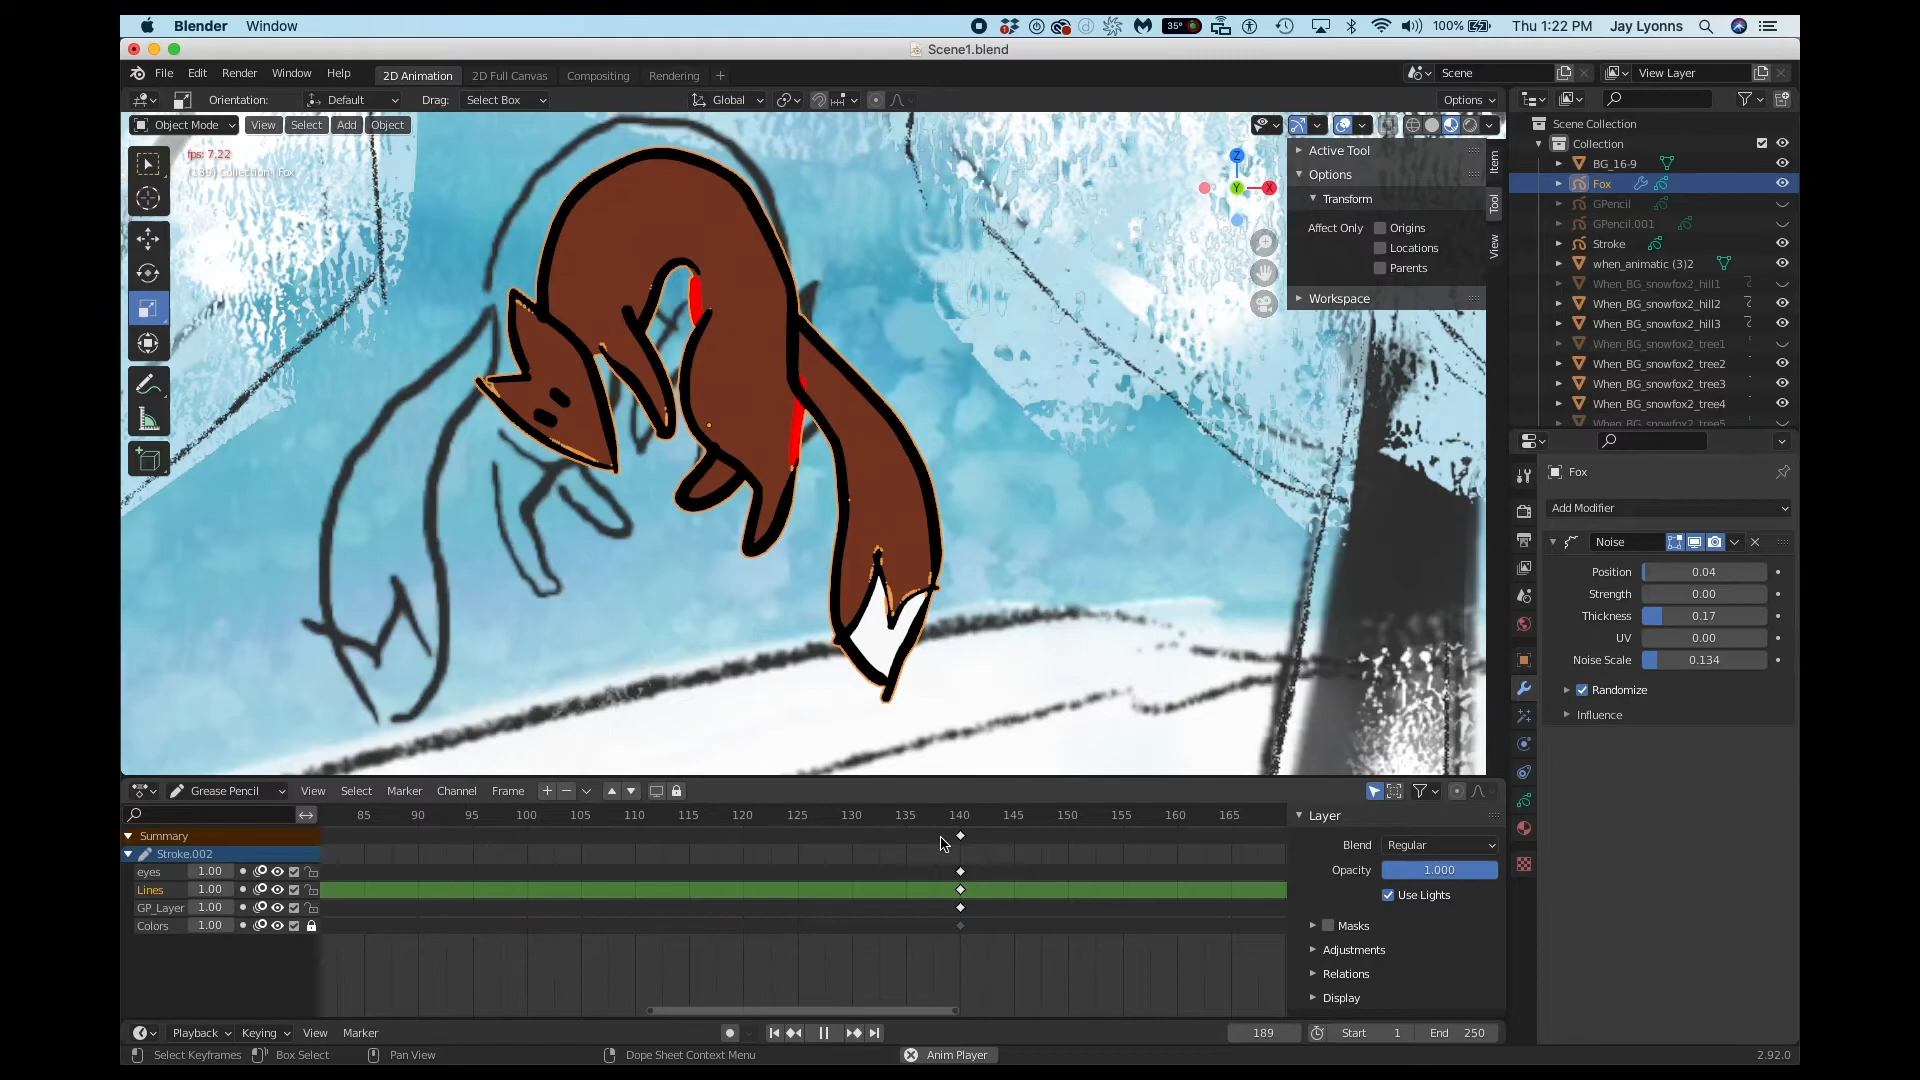 Blender Window 35° 100% Thu 1:22 PM Jay Lyonns
Scene1.blend
File Edit Render Window Help 2D Animation 2D Full Canvas Compositing Rendering + Scene View Layer
Orientation: Default Drag: Select Box Global Options
Object Mode View Select Add Object
fps: 7.22
(189) Collection | Fox
Z
Y X
Active Tool
Options
Transform
Affect Only Origins
Locations
Parents
Workspace
Item
Tool
View
Scene Collection
Collection
BG_16-9
Fox
GPencil
GPencil.001
Stroke
when_animatic (3)2
When_BG_snowfox2_hill1
When_BG_snowfox2_hill2
When_BG_snowfox2_hill3
When_BG_snowfox2_tree1
When_BG_snowfox2_tree2
When_BG_snowfox2_tree3
When_BG_snowfox2_tree4
When_BG_snowfox2_tree5
Fox
Add Modifier
Noise
Position 0.04
Strength 0.00
Thickness 0.17
UV 0.00
Noise Scale 0.134
Randomize
Influence
Grease Pencil View Select Marker Channel Frame
85 90 95 100 105 110 115 120 125 130 135 140 145 150 155 160 165
Summary
Stroke.002
eyes 1.00
Lines 1.00
GP_Layer 1.00
Colors 1.00
Layer
Blend Regular
Opacity 1.000
Use Lights
Masks
Adjustments
Relations
Display
Playback Keying View Marker 189 Start 1 End 250
Select Keyframes Box Select Pan View Dope Sheet Context Menu Anim Player 2.92.0